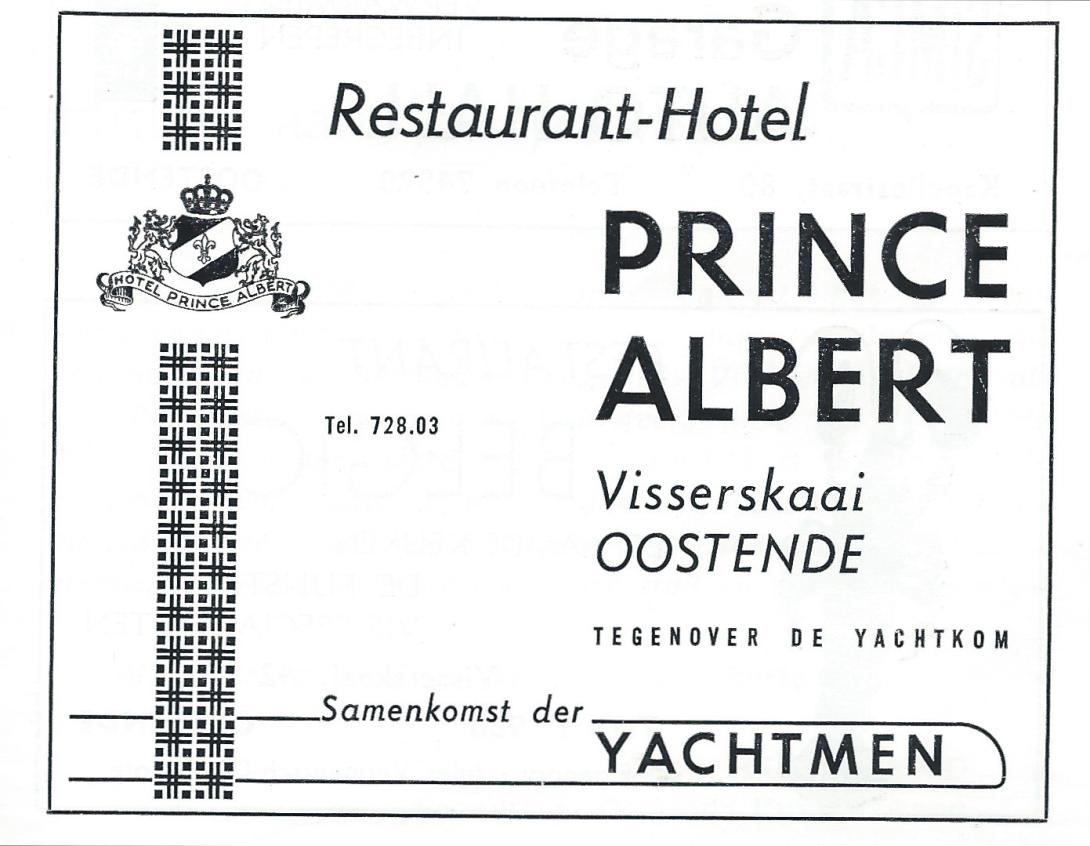 Restaurant-Hotel
HOTEL PRINCE ALBERT
PRINCE
ALBERT
Tel. 728.03
Visserskaai
OOSTENDE
TEGENOVER DE YACHTKOM
Samenkomst der
YACHTMEN